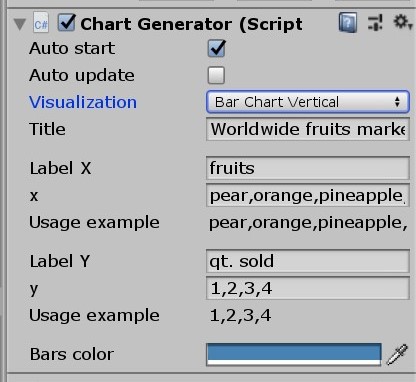 C# Chart Generator (Script
Auto start
Auto update
Visualization Bar Chart Vertical
Title Worldwide fruits marke
Label X fruits
x pear,orange,pineapple,
Usage example pear,orange,pineapple,
Label Y qt. sold
y 1,2,3,4
Usage example 1,2,3,4
Bars color